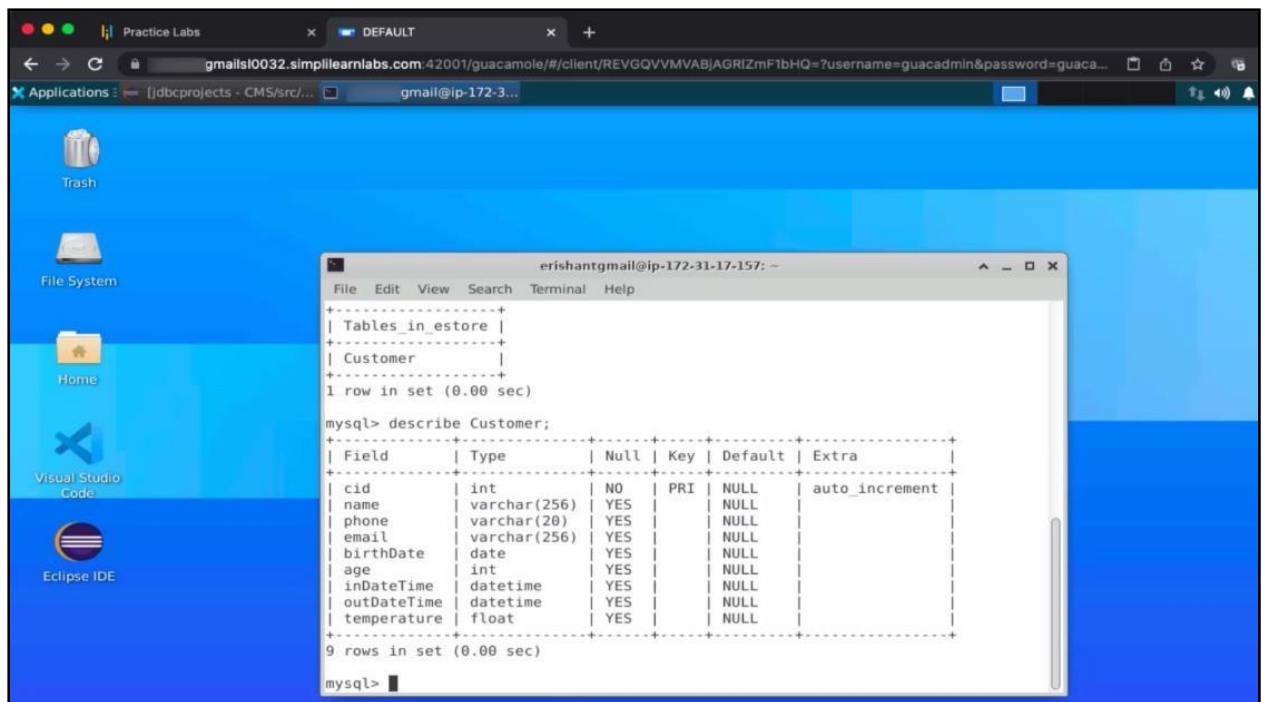 Practice Labs
DEFAULT
gmailsl0032.simplilearnlabs.com:42001/guacamole/#/client/REVGQVVMVABjAGRlZmF1bHQ=?username=guacadmin&password=guaca...
Applications [jdbcprojects - CMS/src/... gmail@ip-172-3...
Trash
File System
Home
Visual Studio
Code
Eclipse IDE
erishantgmail@ip-172-31-17-157: ~
File Edit View Search Terminal Help
+------------------+
| Tables_in_estore |
+------------------+
| Customer |
+------------------+
1 row in set (0.00 sec)
mysql> describe Customer;
+-------------+--------------+------+-----+---------+----------------+
| Field | Type | Null | Key | Default | Extra |
+-------------+--------------+------+-----+---------+----------------+
| cid | int | NO | PRI | NULL | auto_increment |
| name | varchar(256) | YES | | NULL | |
| phone | varchar(20) | YES | | NULL | |
| email | varchar(256) | YES | | NULL | |
| birthDate | date | YES | | NULL | |
| age | int | YES | | NULL | |
| inDateTime | datetime | YES | | NULL | |
| outDateTime | datetime | YES | | NULL | |
| temperature | float | YES | | NULL | |
+-------------+--------------+------+-----+---------+----------------+
9 rows in set (0.00 sec)
mysql>